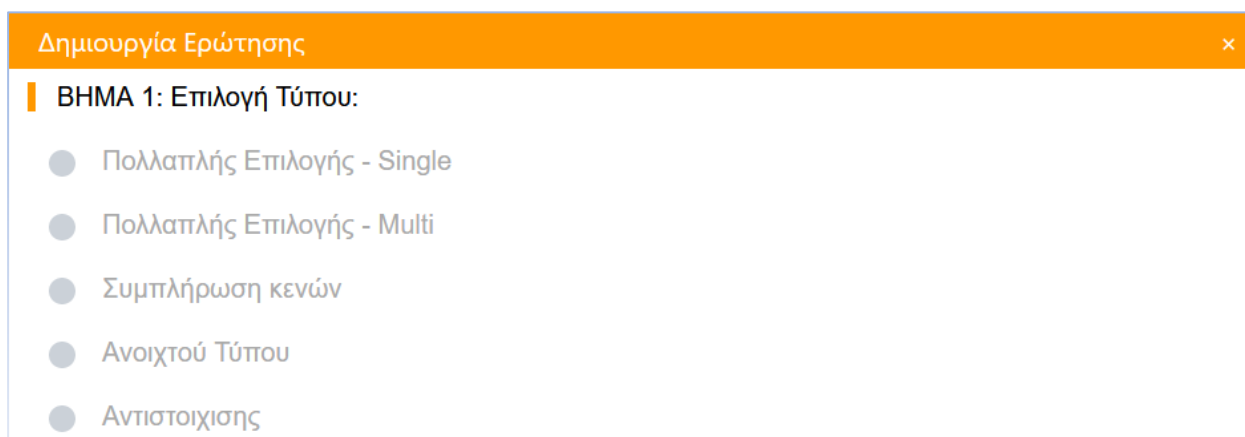 Δημιουργία Ερώτησης ×
ΒΗΜΑ 1: Επιλογή Τύπου:
Πολλαπλής Επιλογής - Single
Πολλαπλής Επιλογής - Multi
Συμπλήρωση κενών
Ανοιχτού Τύπου
Αντιστοιχισης